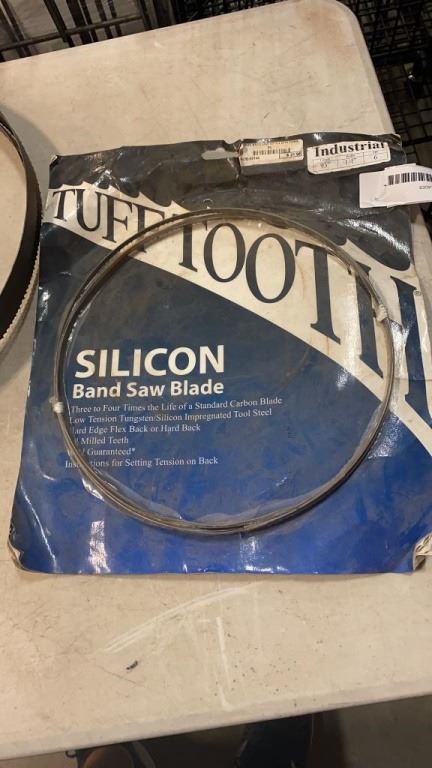 Industrial
6
TUFF TOOTH
SILICON
Band Saw Blade
Three to Four Times the Life of a Standard Carbon Blade
Low Tension Tungsten/Silicon Impregnated Tool Steel
Hard Edge Flex Back or Hard Back
Milled Teeth
Guaranteed*
Instructions for Setting Tension on Back